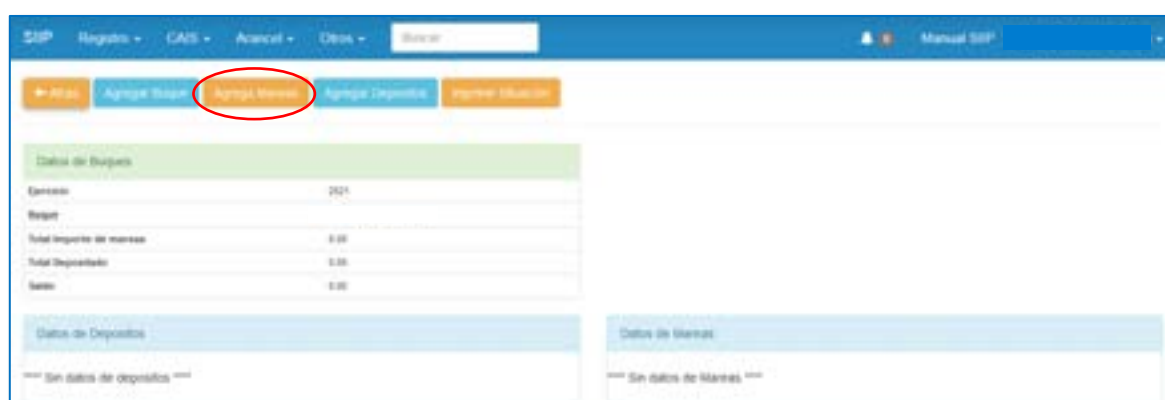 SIIP Registro CAIS Arancel Otros Buscar Manual SIIP
Atras Agregar Buque Agrega Mareas Agregar Depositos Imprimir Situación
Datos de Buques
Ejercicio 2021
Buque
Total Importe de mareas 0.00
Total Depositado 0.00
Saldo 0.00
Datos de Depositos Datos de Mareas
**** Sin datos de depositos **** **** Sin datos de Mareas ****